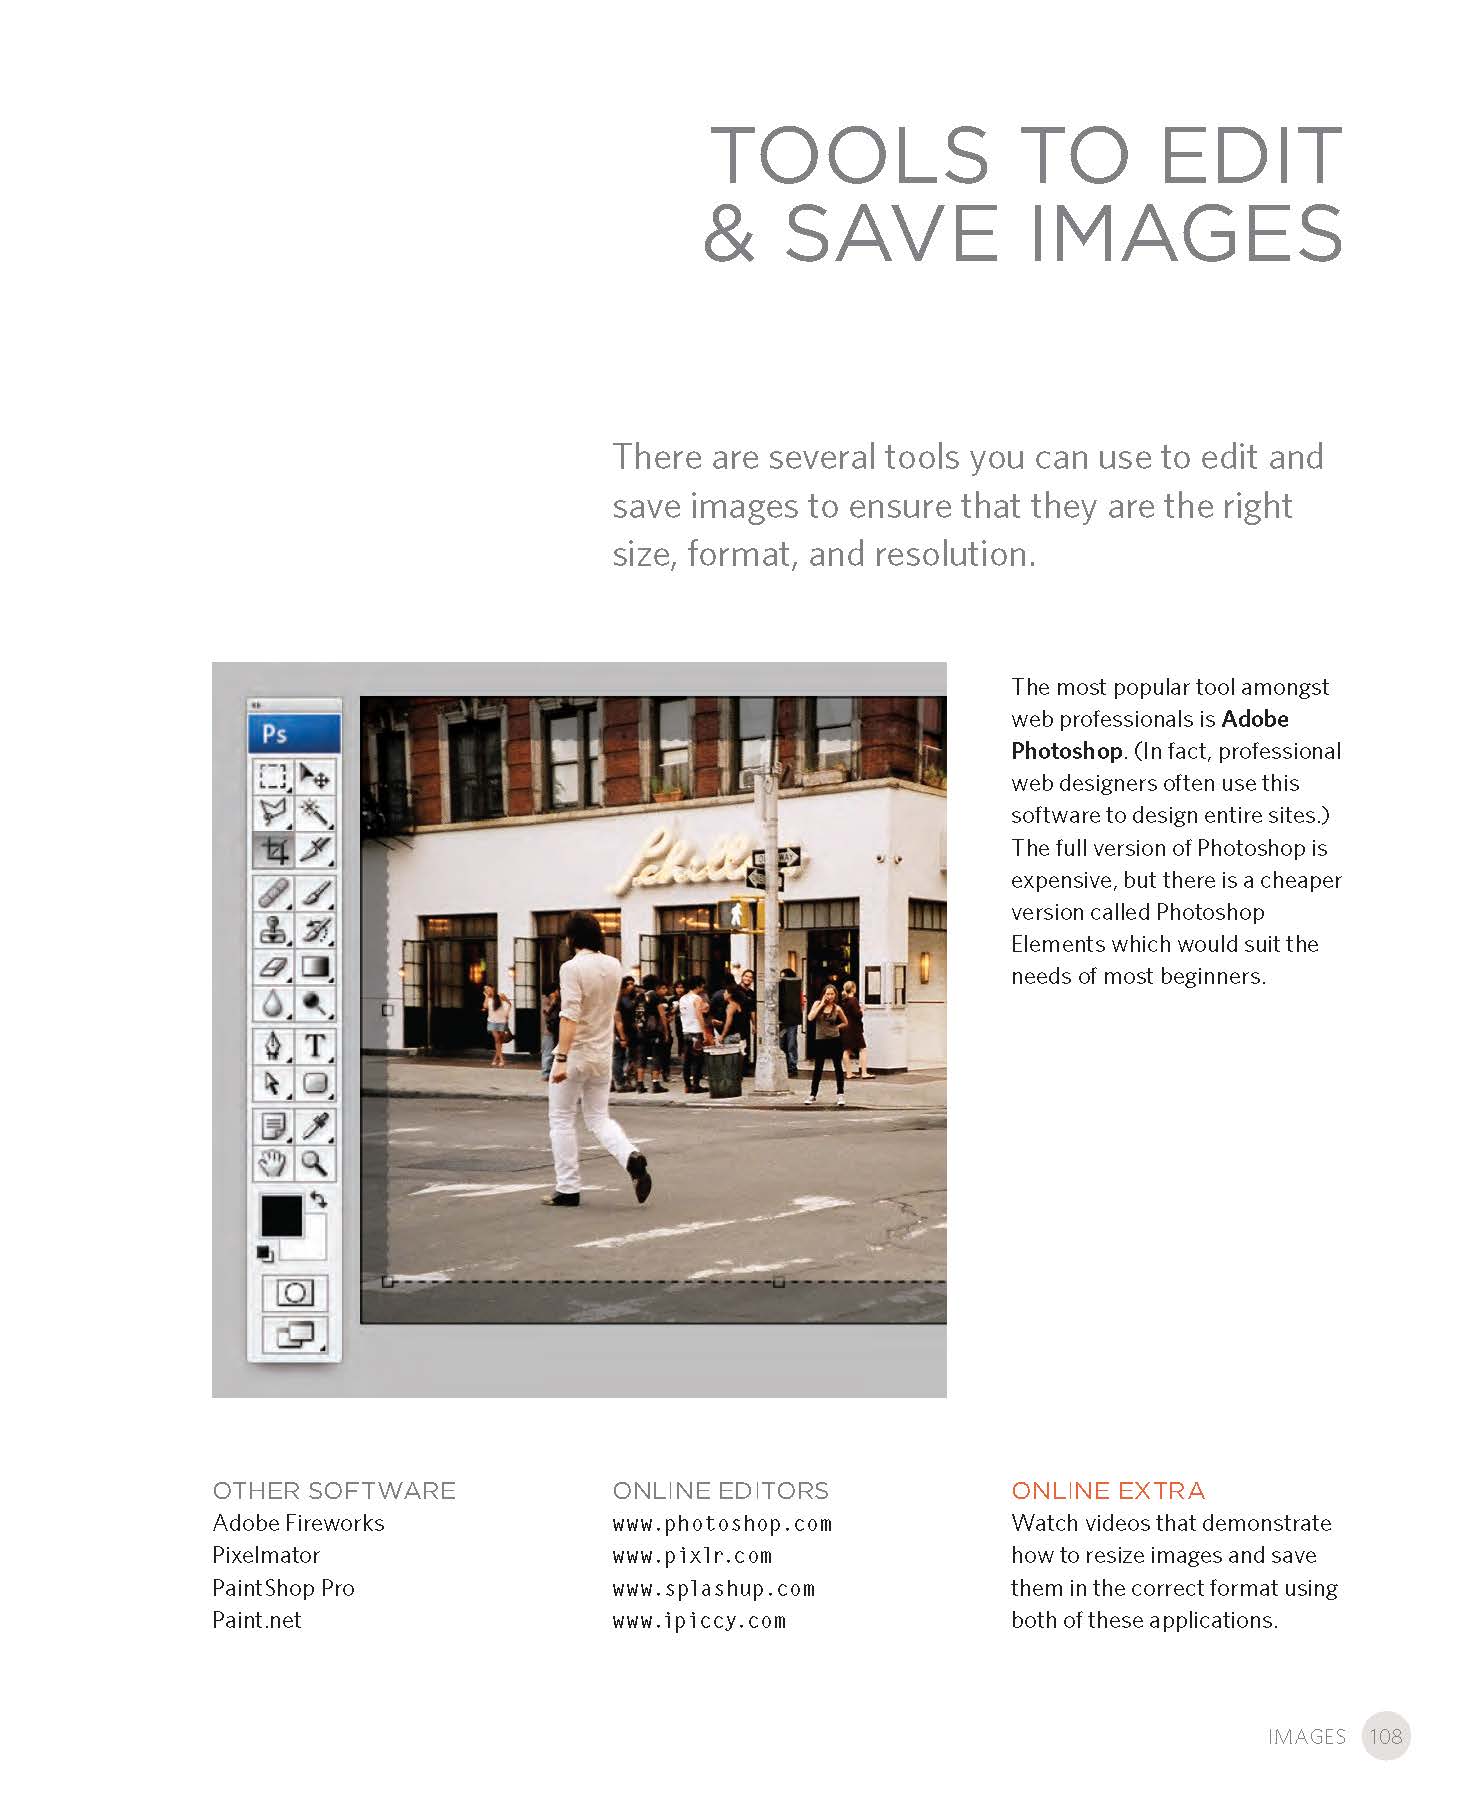 TOOLS TO EDIT
& SAVE IMAGES
There are several tools you can use to edit and
save images to ensure that they are the right
size, format, and resolution.
Ps
T
ONE WAY
The most popular tool amongst
web professionals is Adobe
Photoshop. (In fact, professional
web designers often use this
software to design entire sites.)
The full version of Photoshop is
expensive, but there is a cheaper
version called Photoshop
Elements which would suit the
needs of most beginners.
OTHER SOFTWARE
Adobe Fireworks
Pixelmator
PaintShop Pro
Paint.net
ONLINE EDITORS
www.photoshop.com
www.pixlr.com
www.splashup.com
www.ipiccy.com
ONLINE EXTRA
Watch videos that demonstrate
how to resize images and save
them in the correct format using
both of these applications.
IMAGES 108